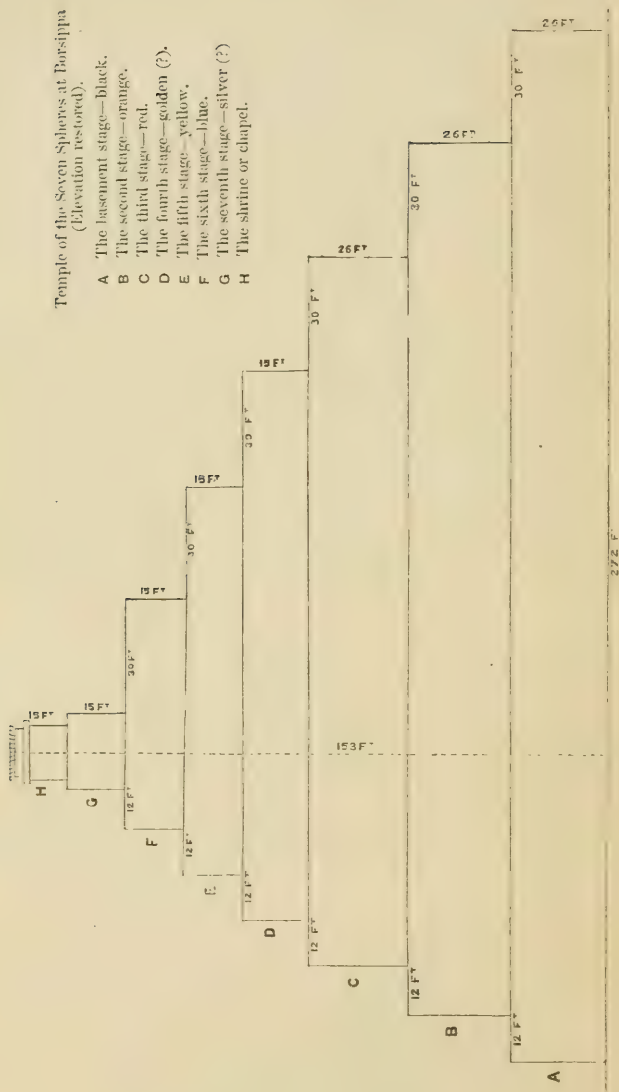 Temple of the Seven Spheres at Borsippa
(Elevation restored).
A The basement stage—black.
B The second stage—orange.
C The third stage—red.
D The fourth stage—golden (?).
E The fifth stage—yellow.
F The sixth stage—blue.
G The seventh stage—silver (?)
H The shrine or chapel.
H
15 FT
G
15 FT
12 FT
30 FT
F
15 FT
12 FT
30 FT
E
15 FT
12 FT
30 FT
D
15 FT
12 FT
30 FT
C
26 FT
12 FT
30 FT
B
26 FT
12 FT
30 FT
A
26 FT
153 FT
272 F